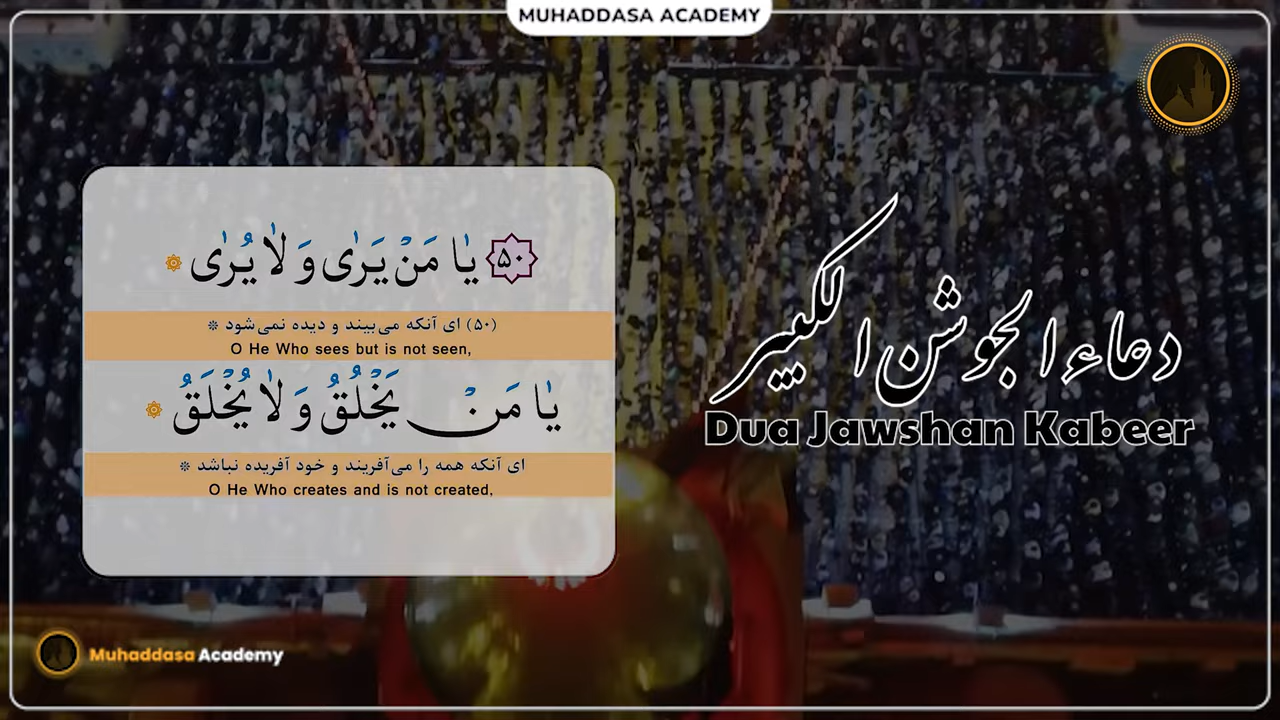 MUHADDASA ACADEMY
۵۰ يَا مَنْ يَرىٰ وَ لٰا يُرىٰ
(۵۰) ای آنکه می‌بیند و دیده نمی‌شود *
O He Who sees but is not seen,
يٰا مَنْ يَخْلُقُ وَ لٰا يُخْلَقُ
ای آنکه همه را می‌آفریند و خود آفریده نباشد *
O He Who creates and is not created,
دعاء الجوشن الكبير
Dua Jawshan Kabeer
Muhaddasa Academy